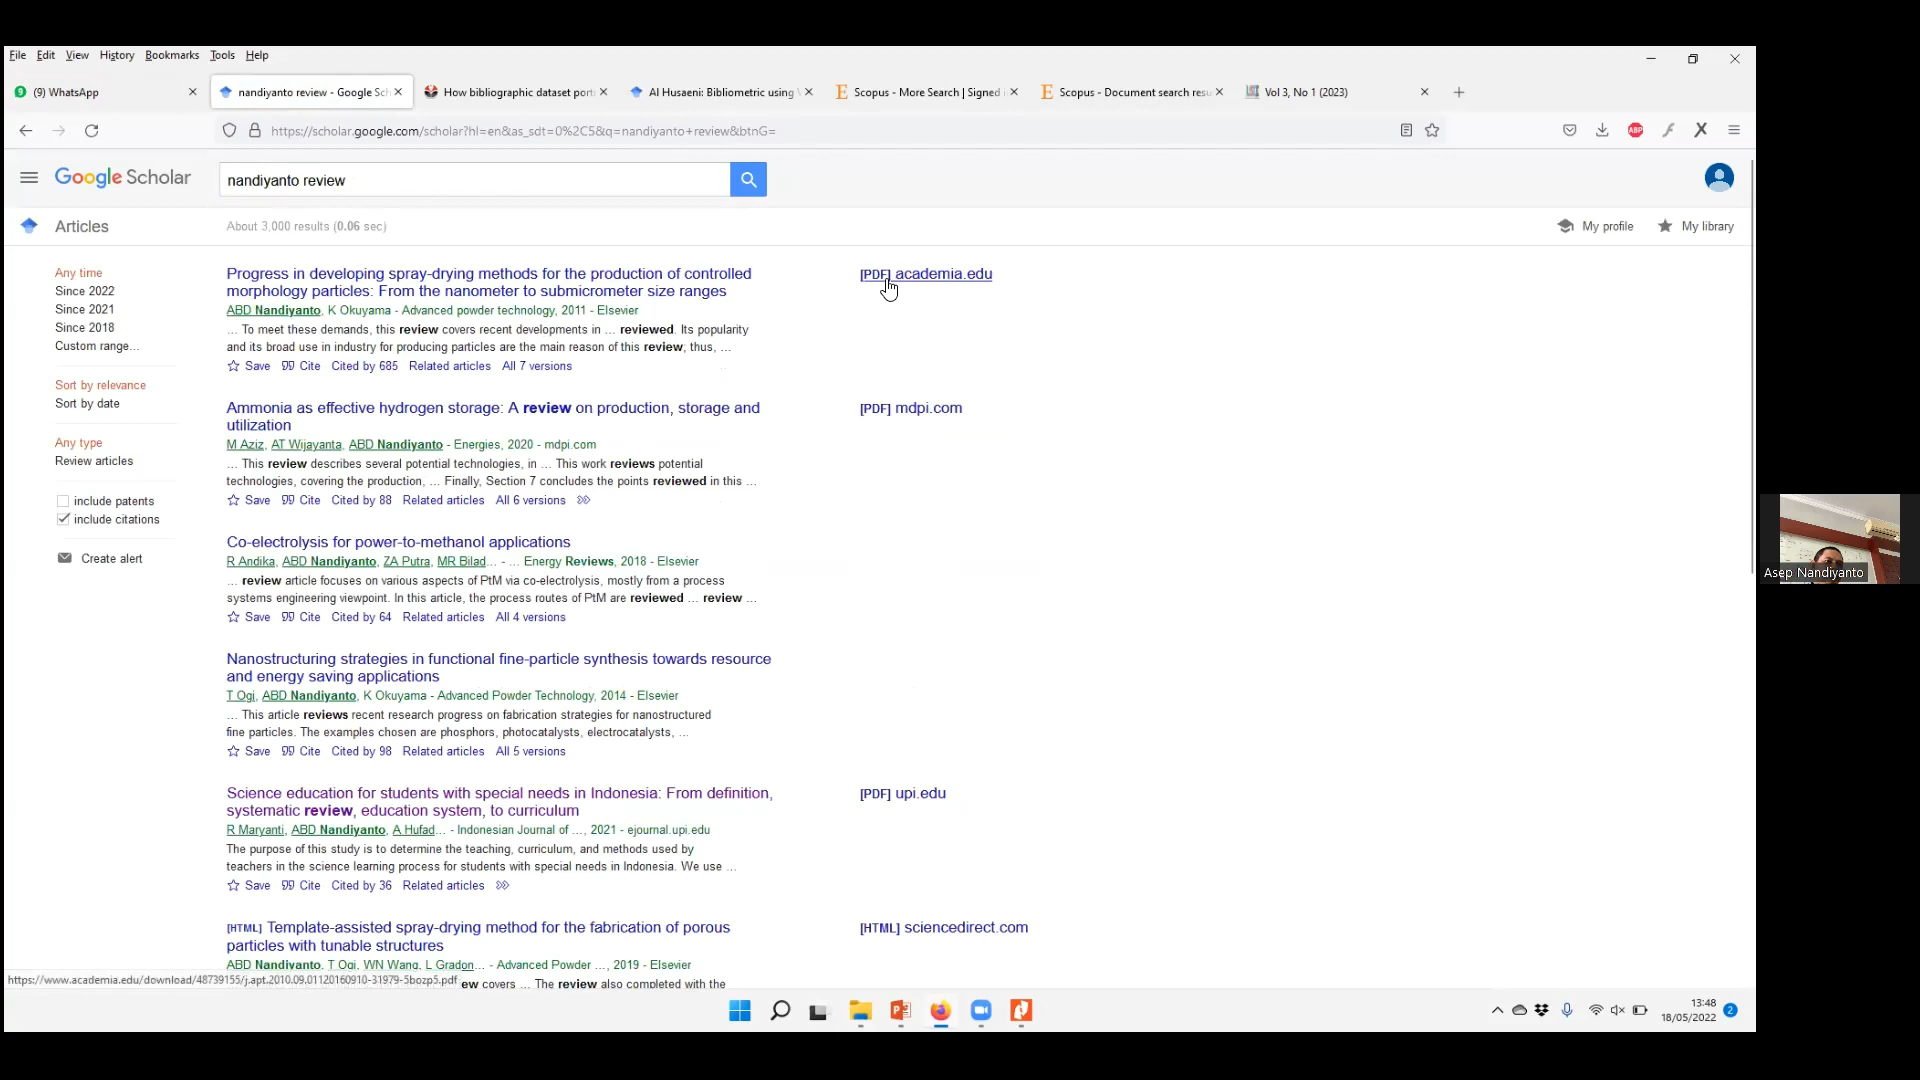 File Edit View History Bookmarks Tools Help
(9) WhatsApp
nandiyanto review - Google Sch
How bibliographic dataset port
Al Husaeni: Bibliometric using V
Scopus - More Search | Signed i
Scopus - Document search resu
Vol 3, No 1 (2023)
https://scholar.google.com/scholar?hl=en&as_sdt=0%2C5&q=nandiyanto+review&btnG=
Google Scholar
nandiyanto review
Articles
About 3,000 results (0.06 sec)
My profile
My library
Any time
Since 2022
Since 2021
Since 2018
Custom range...
Sort by relevance
Sort by date
Any type
Review articles
include patents
include citations
Create alert
Progress in developing spray-drying methods for the production of controlled
morphology particles: From the nanometer to submicrometer size ranges
ABD Nandiyanto, K Okuyama - Advanced powder technology, 2011 - Elsevier
... To meet these demands, this review covers recent developments in ... reviewed. Its popularity
and its broad use in industry for producing particles are the main reason of this review; thus, ...
Save Cite Cited by 685 Related articles All 7 versions
[PDF] academia.edu
Ammonia as effective hydrogen storage: A review on production, storage and
utilization
M Aziz, AT Wijayanta, ABD Nandiyanto - Energies, 2020 - mdpi.com
... This review describes several potential technologies, in ... This work reviews potential
technologies, covering the production, ... Finally, Section 7 concludes the points reviewed in this ...
Save Cite Cited by 88 Related articles All 6 versions
[PDF] mdpi.com
Co-electrolysis for power-to-methanol applications
R Andika, ABD Nandiyanto, ZA Putra, MR Bilad... - ... Energy Reviews, 2018 - Elsevier
... review article focuses on various aspects of PtM via co-electrolysis, mostly from a process
systems engineering viewpoint. In this article, the process routes of PtM are reviewed ... review ...
Save Cite Cited by 64 Related articles All 4 versions
Nanostructuring strategies in functional fine-particle synthesis towards resource
and energy saving applications
T Ogi, ABD Nandiyanto, K Okuyama - Advanced Powder Technology, 2014 - Elsevier
... This article reviews recent research progress on fabrication strategies for nanostructured
fine particles. The examples chosen are phosphors, photocatalysts, electrocatalysts, ...
Save Cite Cited by 98 Related articles All 5 versions
Science education for students with special needs in Indonesia: From definition,
systematic review, education system, to curriculum
R Maryanti, ABD Nandiyanto, A Hufad... - Indonesian Journal of ..., 2021 - ejournal.upi.edu
The purpose of this study is to determine the teaching, curriculum, and methods used by
teachers in the science learning process for students with special needs in Indonesia. We use ...
Save Cite Cited by 36 Related articles
[PDF] upi.edu
[HTML] Template-assisted spray-drying method for the fabrication of porous
particles with tunable structures
ABD Nandiyanto, T Ogi, WN Wang, L Gradon... - Advanced Powder ..., 2019 - Elsevier
ew covers ... The review also completed with the
[HTML] sciencedirect.com
https://www.academia.edu/download/48739155/j.apt.2010.09.01120160910-31979-5bozp5.pdf
Asep Nandiyanto
13:48
18/05/2022
2